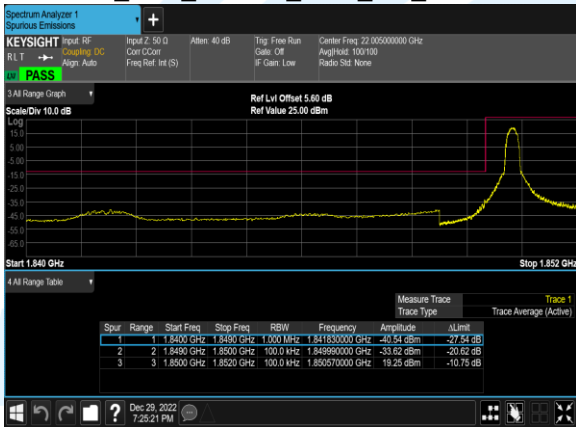 Spectrum Analyzer 1
Spurious Emissions
KEYSIGHT Input: RF Input Z: 50 Ω Atten: 40 dB Trig: Free Run Center Freq: 22.005000000 GHz
RLT Coupling: DC Corr CCorr Gate: Off Avg|Hold: 100/100
Align: Auto Freq Ref: Int (S) IF Gain: Low Radio Std: None
PASS
3 All Range Graph
Ref Lvl Offset 5.60 dB
Scale/Div 10.0 dB Ref Value 25.00 dBm
Log
15.0
5.00
-5.00
-15.0
-25.0
-35.0
-45.0
-55.0
-65.0
Start 1.840 GHz Stop 1.852 GHz
4 All Range Table
Measure Trace Trace 1
Trace Type Trace Average (Active)
Spur Range Start Freq Stop Freq RBW Frequency Amplitude ΔLimit
1 1 1.8400 GHz 1.8490 GHz 1.000 MHz 1.841830000 GHz -40.54 dBm -27.54 dB
2 2 1.8490 GHz 1.8500 GHz 100.0 kHz 1.849990000 GHz -33.62 dBm -20.62 dB
3 3 1.8500 GHz 1.8520 GHz 100.0 kHz 1.850570000 GHz 19.25 dBm -10.75 dB
? Dec 29, 2022
7:25:21 PM